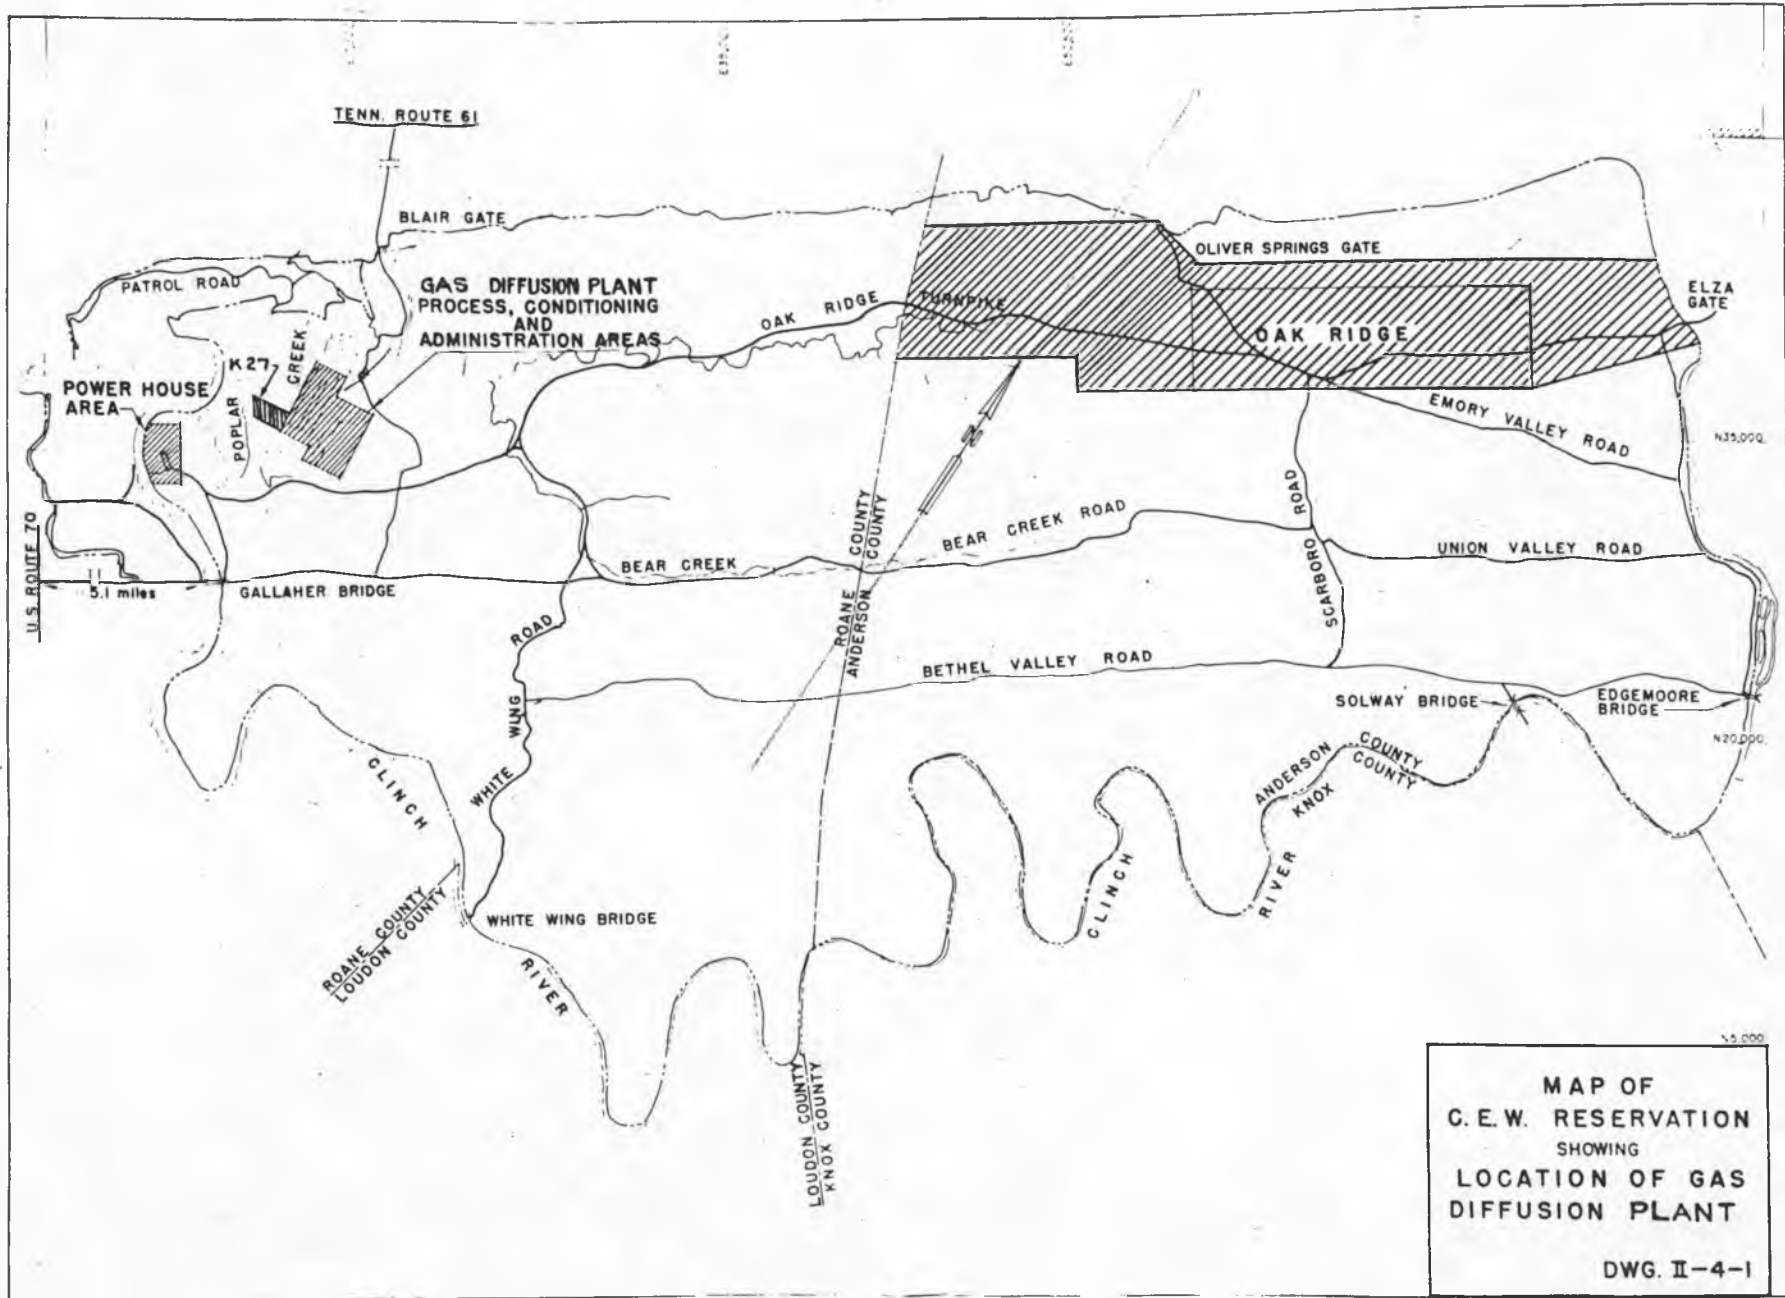 TENN. ROUTE 61
BLAIR GATE
PATROL ROAD
GAS DIFFUSION PLANT
PROCESS, CONDITIONING
AND
ADMINISTRATION AREAS
OAK RIDGE TURNPIKE
OLIVER SPRINGS GATE
ELZA
GATE
OAK RIDGE
K 27
CREEK
POPLAR
POWER HOUSE
AREA
EMORY VALLEY ROAD
N35,000
N
U.S. ROUTE 70
5.1 miles
GALLAHER BRIDGE
BEAR CREEK
BEAR CREEK ROAD
ROANE COUNTY
ANDERSON COUNTY
SCARBORO ROAD
UNION VALLEY ROAD
BETHEL VALLEY ROAD
WHITE WING ROAD
SOLWAY BRIDGE
EDGEMOORE
BRIDGE
N20,000
ANDERSON COUNTY
KNOX COUNTY
CLINCH
RIVER
CLINCH
RIVER
ROANE COUNTY
LOUDON COUNTY
WHITE WING BRIDGE
LOUDON COUNTY
KNOX COUNTY
MAP OF
C.E.W. RESERVATION
SHOWING
LOCATION OF GAS
DIFFUSION PLANT
DWG. II-4-1